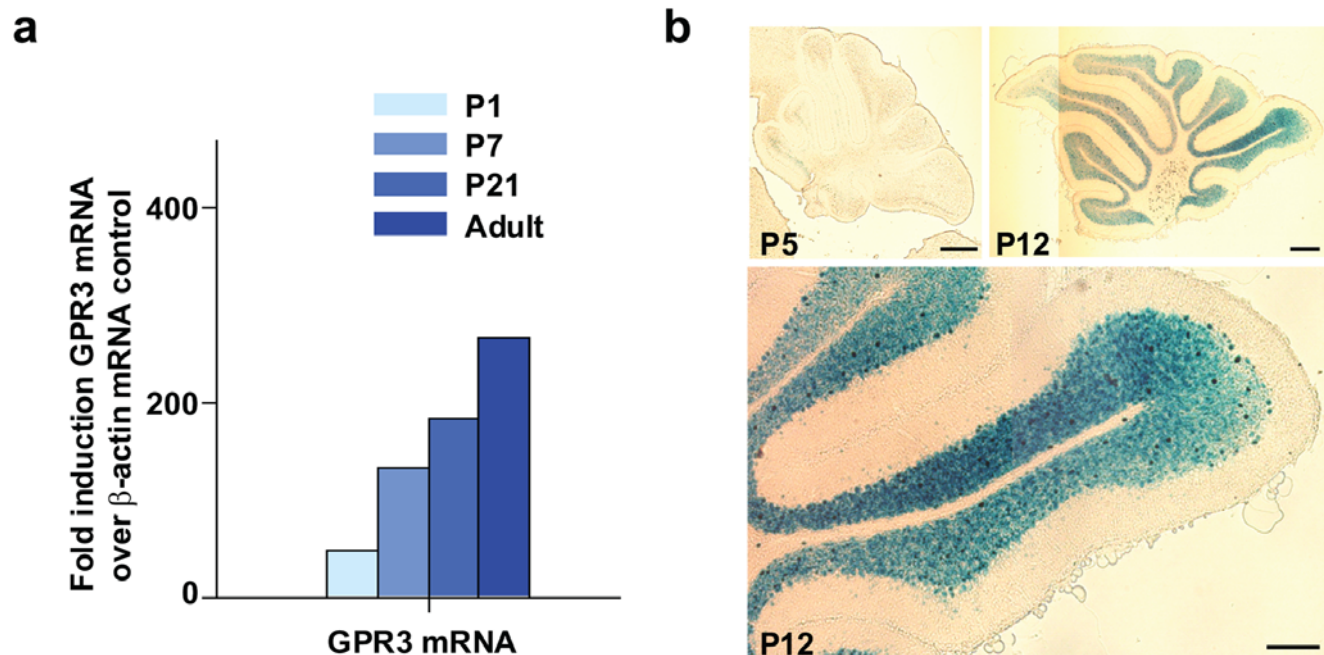 a
P1
P7
P21
Adult
Fold induction GPR3 mRNA
over β-actin mRNA control
400
200
0
GPR3 mRNA
b
P5
P12
P12